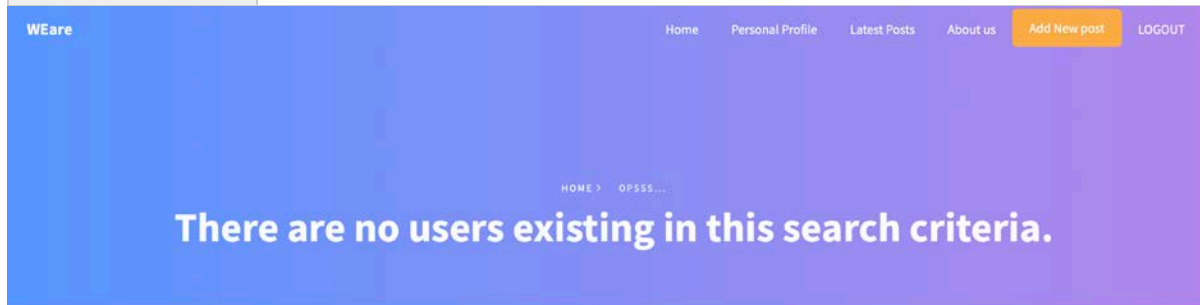 WEare
Home Personal Profile Latest Posts About us Add New post LOGOUT
HOME > OPSSS...
There are no users existing in this search criteria.